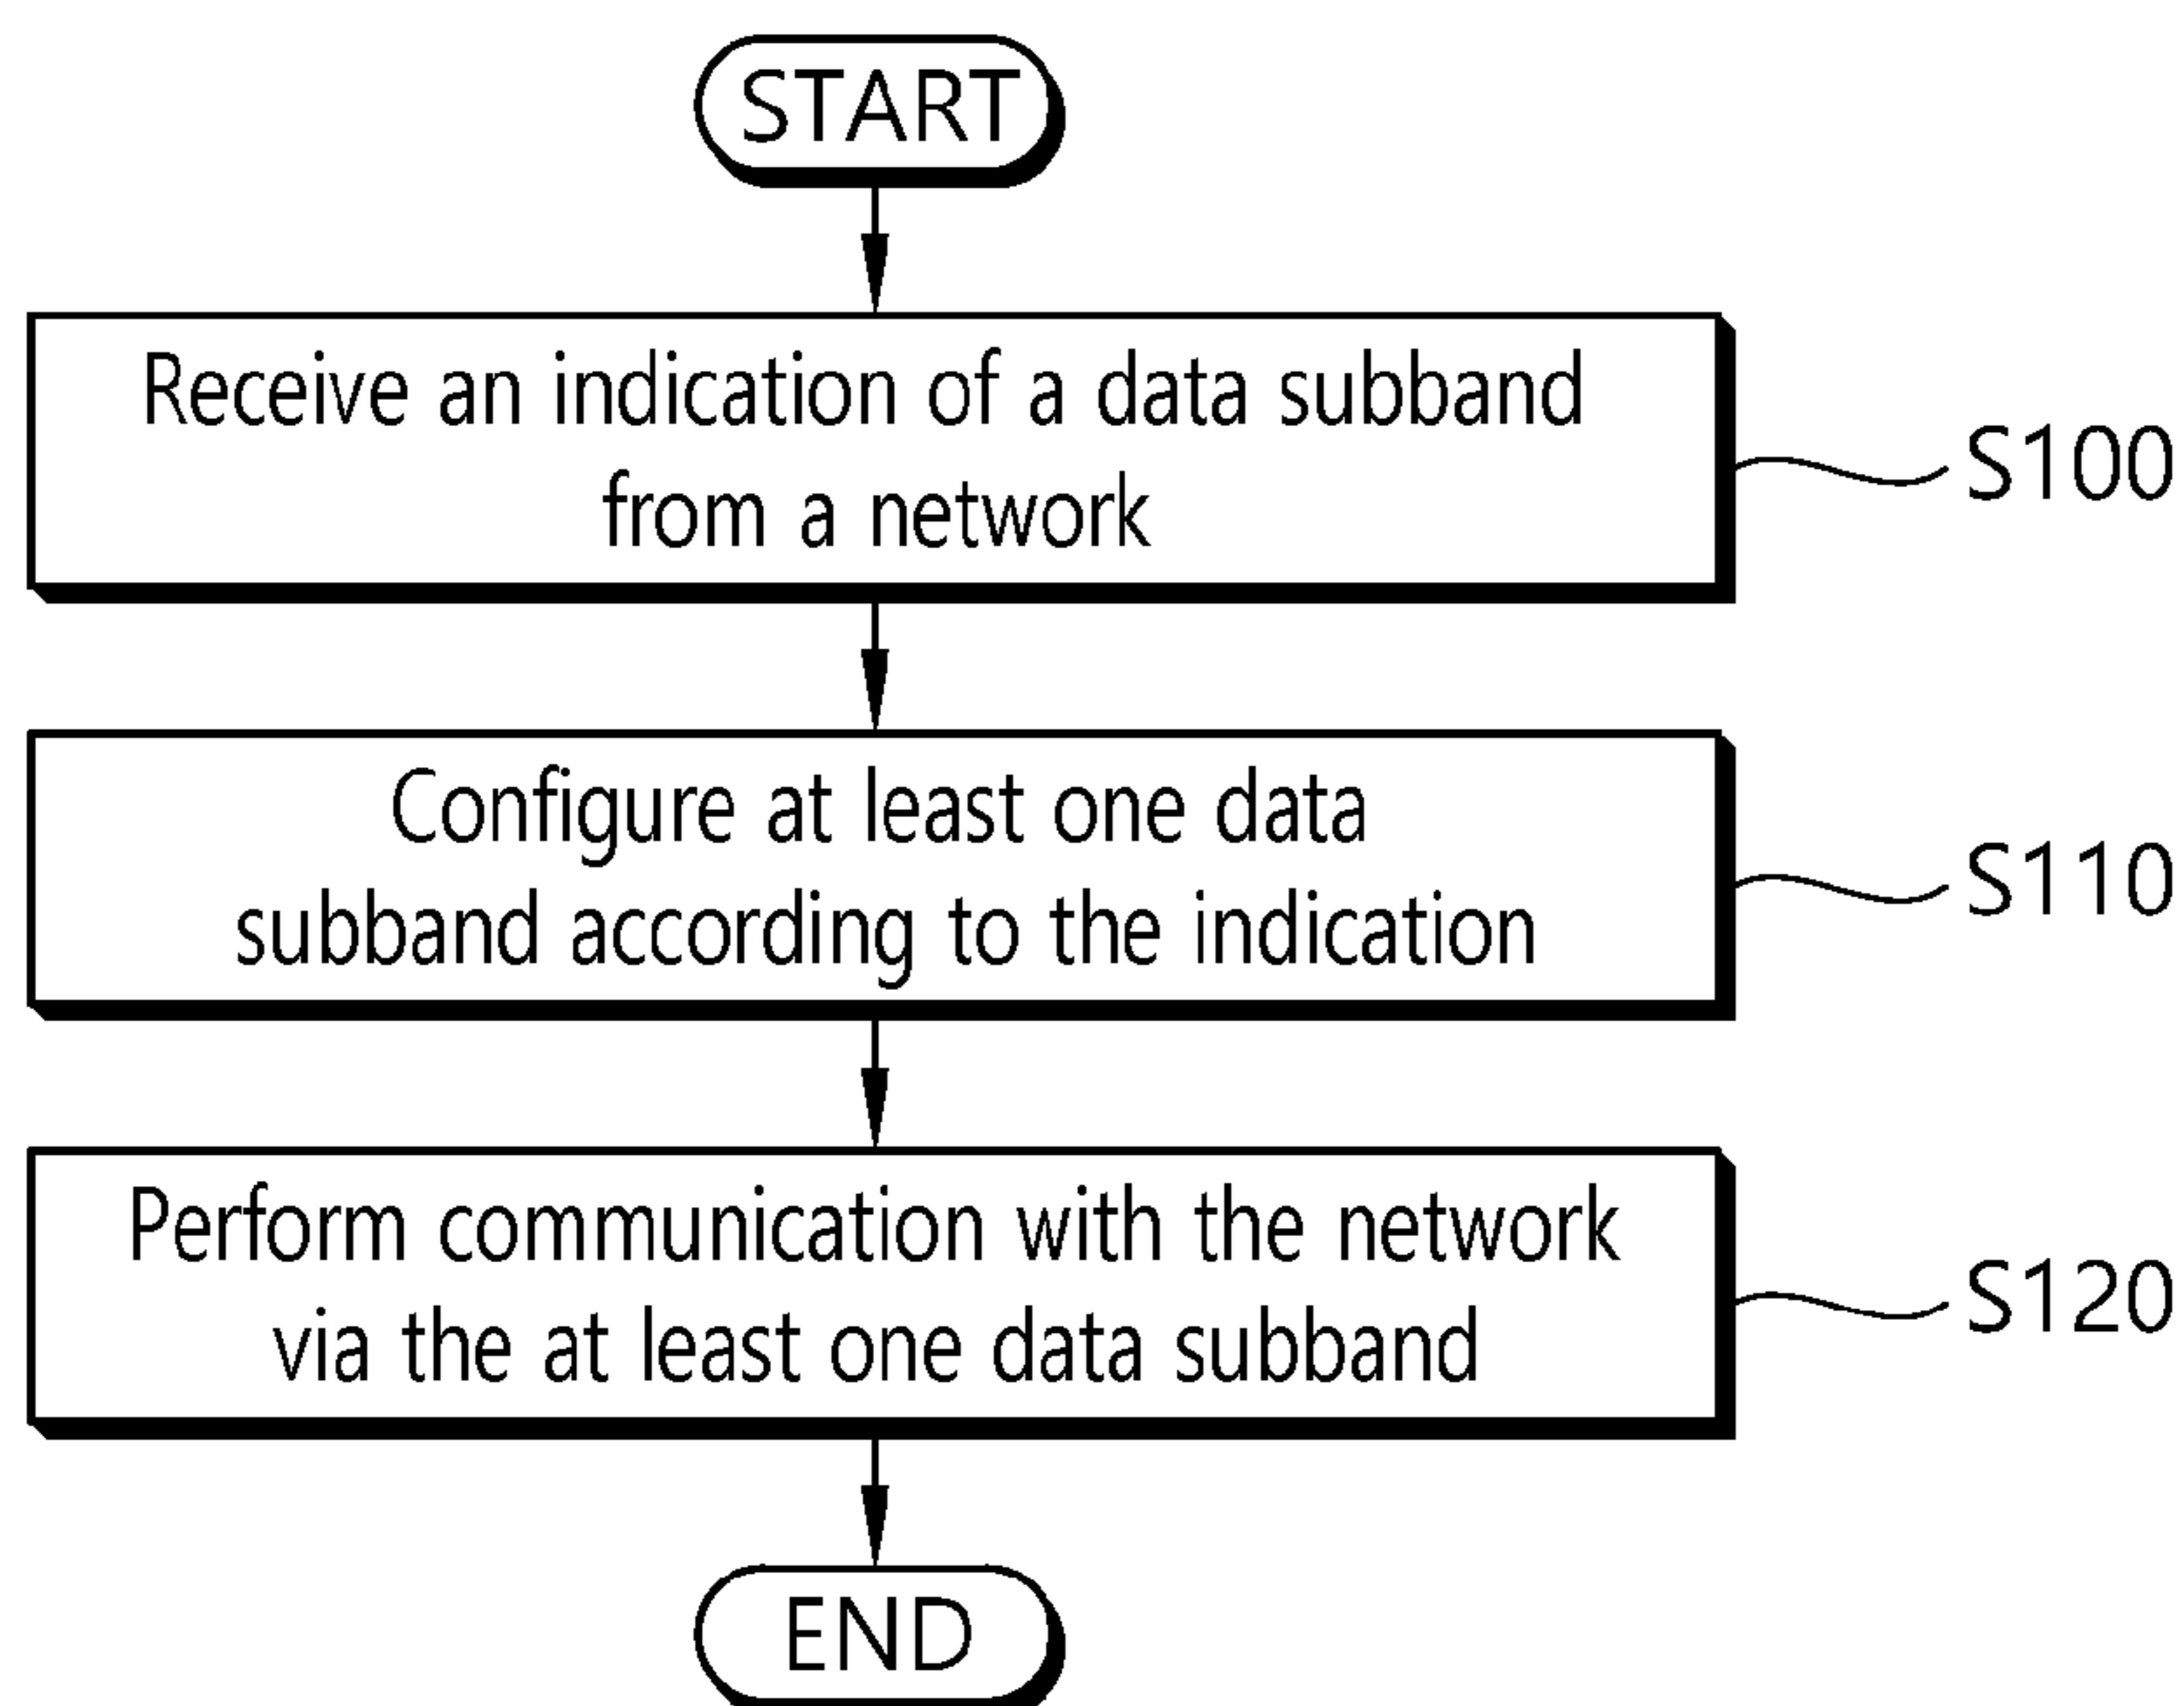 START
Receive an indication of a data subband
from a network
S100
Configure at least one data
subband according to the indication
S110
Perform communication with the network
via the at least one data subband
S120
END